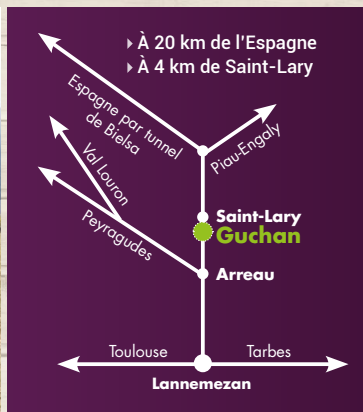 À 20 km de l'Espagne
À 4 km de Saint-Lary
Espagne par tunnel
de Bielsa
Piau-Engaly
Val Louron
Peyragudes
Saint-Lary
Guchan
Arreau
Toulouse
Tarbes
Lannemezan